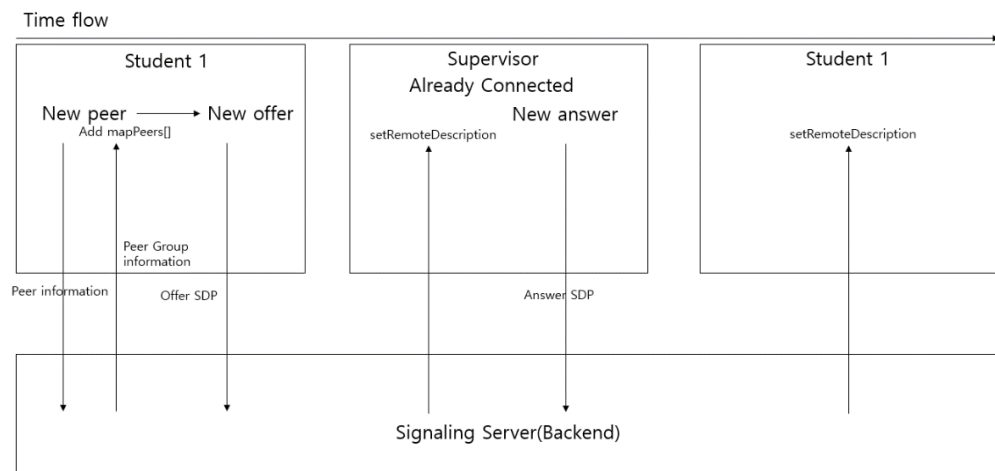 Time flow
Student 1
New peer
New offer
Add mapPeers[]
Peer Group
information
Peer information
Offer SDP
Supervisor
Already Connected
New answer
setRemoteDescription
Answer SDP
Student 1
setRemoteDescription
Signaling Server(Backend)